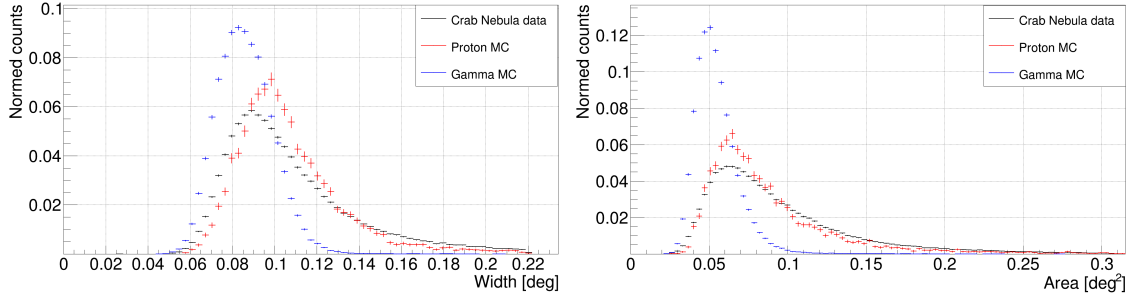 Normed counts
0.1
0.08
0.06
0.04
0.02
Crab Nebula data
Proton MC
Gamma MC
0 0.02 0.04 0.06 0.08 0.1 0.12 0.14 0.16 0.18 0.2 0.22
Width [deg]
Normed counts
0.12
0.1
0.08
0.06
0.04
0.02
Crab Nebula data
Proton MC
Gamma MC
0 0.05 0.1 0.15 0.2 0.25 0.3
Area [deg²]